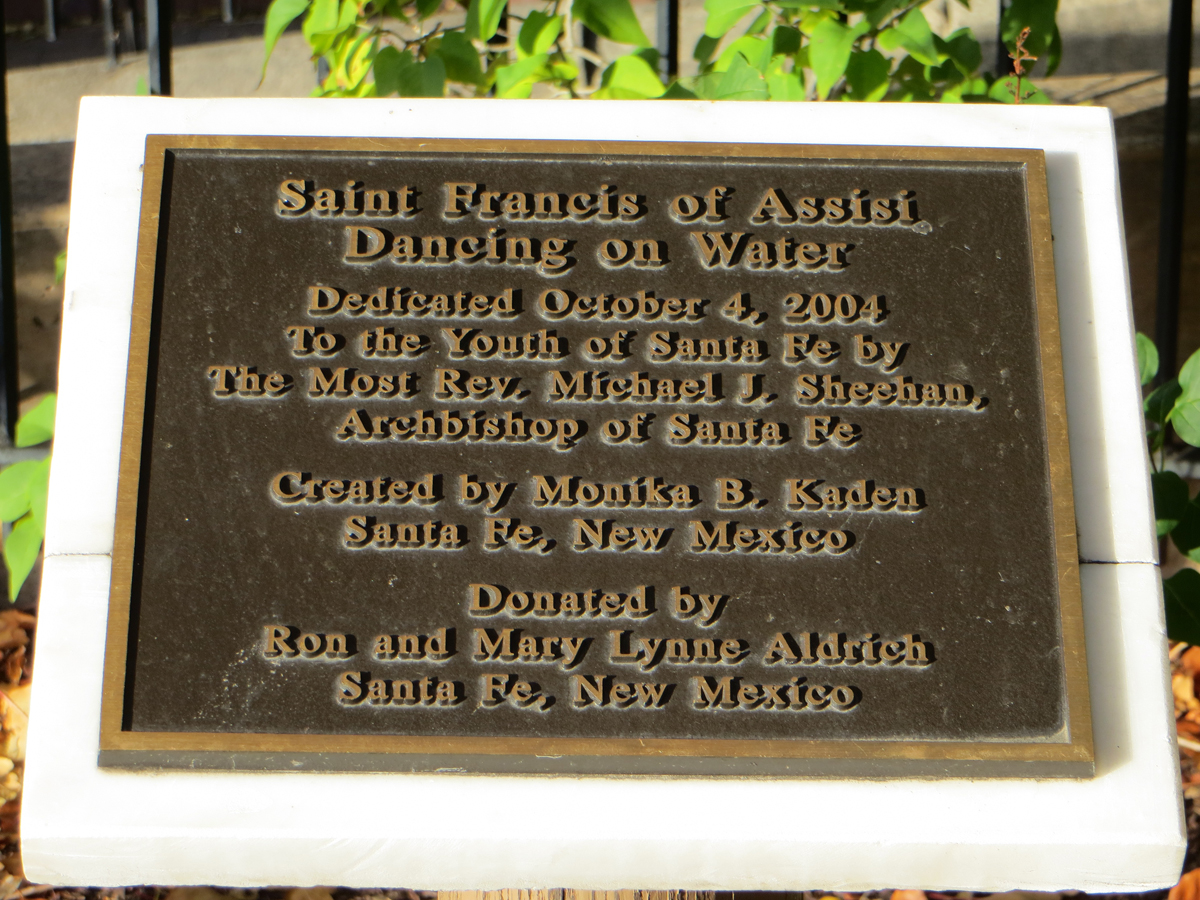 Saint Francis of Assisi
Dancing on Water
Dedicated October 4, 2004
To the Youth of Santa Fe by
The Most Rev. Michael J. Sheehan,
Archbishop of Santa Fe
Created by Monika B. Kaden
Santa Fe, New Mexico
Donated by
Ron and Mary Lynne Aldrich
Santa Fe, New Mexico